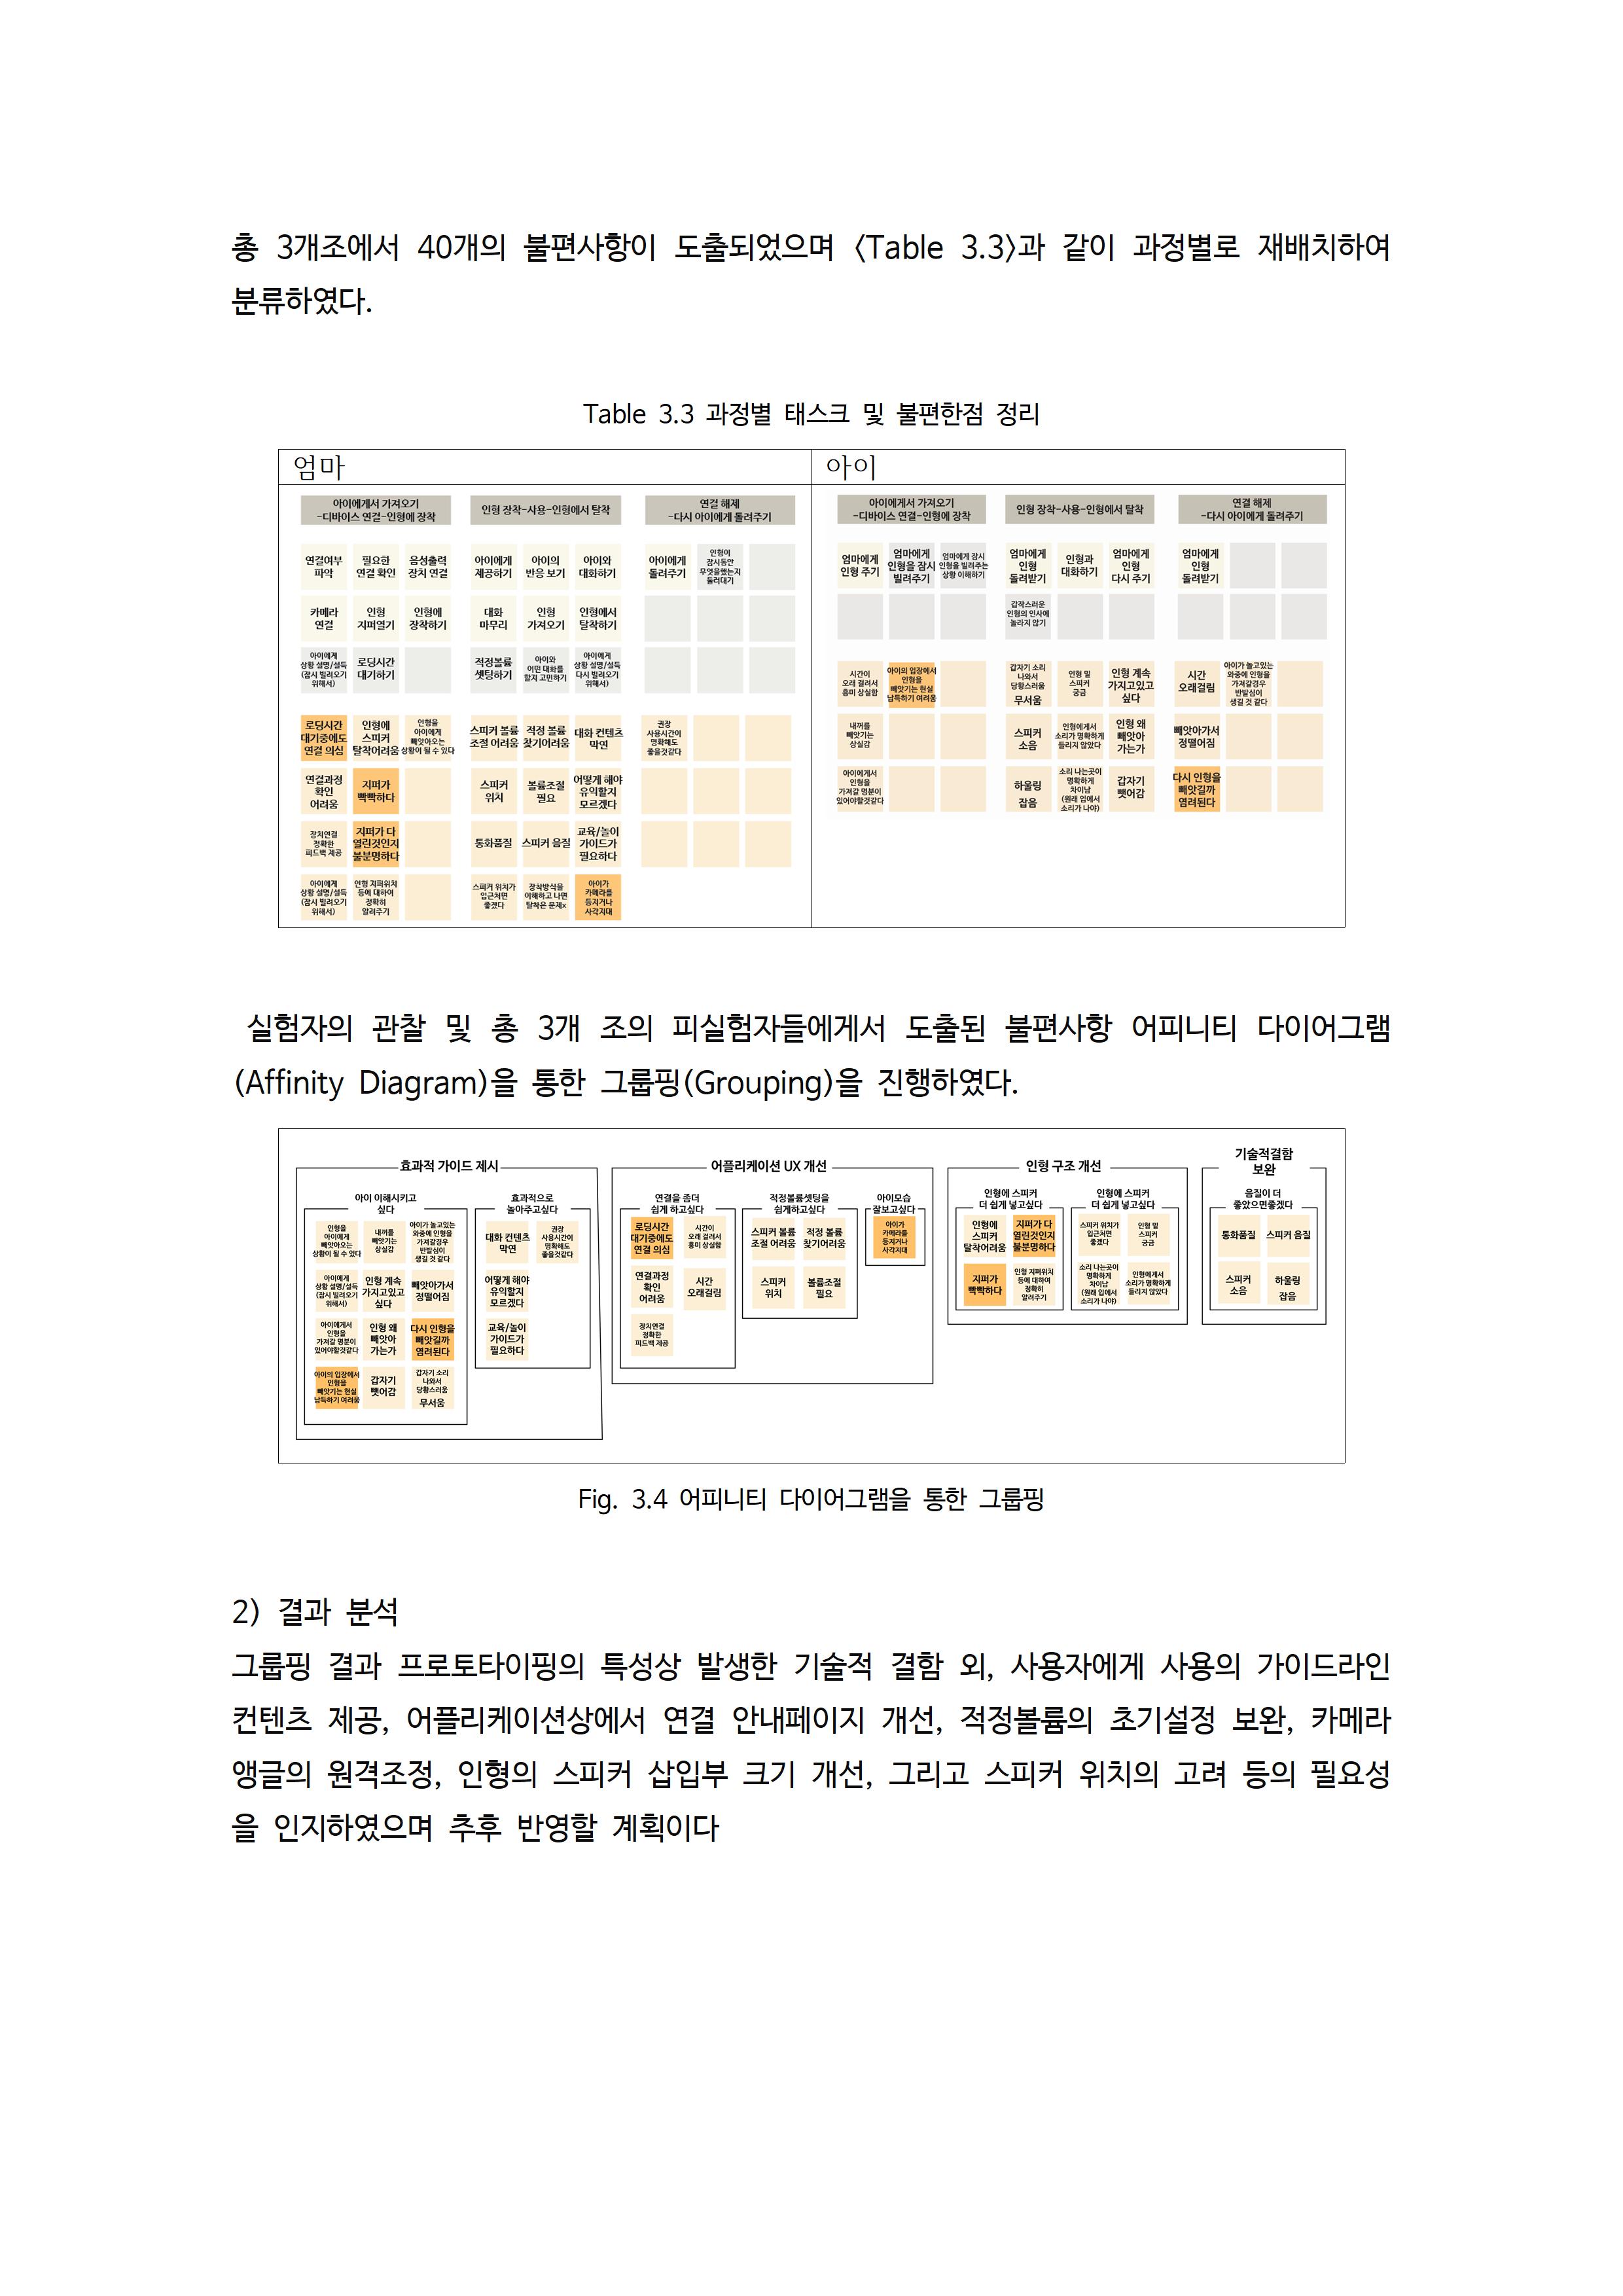 총 3개조에서 40개의 불편사항이 도출되었으며 〈Table 3.3〉과 같이 과정별로 재배치하여
분류하였다.
Table 3.3 과정별 태스크 및 불편한점 정리
엄마
아이에게서 가져오기
-디바이스 연결-인형에 장착
인형 장착-사용-인형에서 탈착
연결 해제
-다시 아이에게 돌려주기
연결여부
파악
필요한
연결 확인
음성출력
장치 연결
아이에게
제공하기
아이의
반응 보기
아이와
대화하기
아이에게
돌려주기
인형이
잠시동안
무엇을했는지
둘러대기
카메라
연결
인형
지퍼열기
인형에
장착하기
대화
마무리
인형
가져오기
인형에서
탈착하기
아이에게
상황 설명/설득
(잠시 빌려오기
위해서)
로딩시간
대기하기
적정볼륨
셋팅하기
아이와
어떤 대화를
할지 고민하기
아이에게
상황 설명/설득
다시 빌려오기
위해서)
로딩시간
대기중에도
연결 의심
인형에
스피커
탈착어려움
인형을
아이에게
빼앗아오는
상황이 될 수 있다
스피커 볼륨
조절 어려움
적정 볼륨
찾기어려움
대화 컨텐츠
막연
권장
사용시간이
명확해도
좋을것같다
연결과정
확인
어려움
지퍼가
빡빡하다
스피커
위치
볼륨조절
필요
어떻게 해야
유익할지
모르겠다
장치연결
정확한
피드백 제공
지퍼가 다
열린것인지
불분명하다
통화품질
스피커 음질
교육/놀이
가이드가
필요하다
아이에게
상황 설명/설득
(잠시 빌려오기
위해서)
인형 지퍼위치
등에 대하여
정확히
알려주기
스피커 위치가
입근처면
좋겠다
장착방식을
이해하고 나면
탈착은 문제x
아이가
카메라를
등지거나
사각지대
아이
아이에게서 가져오기
-디바이스 연결-인형에 장착
인형 장착-사용-인형에서 탈착
연결 해제
-다시 아이에게 돌려주기
엄마에게
인형 주기
엄마에게
인형을 잠시
빌려주기
엄마에게 잠시
인형을 빌려주는
상황 이해하기
엄마에게
인형
돌려받기
인형과
대화하기
엄마에게
인형
다시 주기
엄마에게
인형
돌려받기
갑작스러운
인형의 인사에
놀라지 않기
시간이
오래 걸려서
흥미 상실함
아이의 입장에서
인형을
빼앗기는 현실
납득하기 여려움
갑자기 소리
나와서
당황스러움
무서움
인형 밑
스피커
궁금
인형 계속
가지고있고
싶다
시간
오래걸림
아이가 놀고있는
와중에 인형을
가져갈경우
반발심이
생길 것 같다
내꺼를
빼앗기는
상실감
스피커
소음
인형에게서
소리가 명확하게
들리지 않았다
인형 왜
빼앗아
가는가
빼앗아가서
정떨어짐
아이에게서
인형을
가져갈 명분이
있어야할것같다
하울링
잡음
소리 나는곳이
명확하게
차이남
(원래 입에서
소리가 나야)
갑자기
뺏어감
다시 인형을
빼앗길까
염려된다
실험자의 관찰 및 총 3개 조의 피실험자들에게서 도출된 불편사항 어피니티 다이어그램
(Affinity Diagram)을 통한 그룹핑(Grouping)을 진행하였다.
효과적 가이드 제시
아이 이해시키고
싶다
인형을
아이에게
빼앗아오는
상황이 될 수 있다
내꺼를
빼앗기는
상실감
아이가 놀고있는
와중에 인형을
가져갈경우
반발심이
생길 것 같다
아이에게
상황 설명/설득
(잠시 빌려오기
위해서)
인형 계속
가지고있고
싶다
빼앗아가서
정떨어짐
아이에게서
인형을
가져갈 명분이
있어야할것같다
인형 왜
빼앗아
가는가
다시 인형을
빼앗길까
염려된다
아이의 입장에서
인형을
빼앗기는 현실
납득하기 여려움
갑자기
뺏어감
갑자기 소리
나와서
당황스러움
무서움
효과적으로
놀아주고싶다
대화 컨텐츠
막연
권장
사용시간이
명확해도
좋을것같다
어떻게 해야
유익할지
모르겠다
교육/놀이
가이드가
필요하다
어플리케이션 UX 개선
연결을 좀더
쉽게 하고싶다
로딩시간
대기중에도
연결 의심
시간이
오래 걸려서
흥미 상실함
연결과정
확인
어려움
시간
오래걸림
장치연결
정확한
피드백 제공
적정볼륨셋팅을
쉽게하고싶다
스피커 볼륨
조절 어려움
적정 볼륨
찾기어려움
스피커
위치
볼륨조절
필요
아이모습
잘보고싶다
아이가
카메라를
등지거나
사각지대
인형 구조 개선
인형에 스피커
더 쉽게 넣고싶다
인형에
스피커
탈착어려움
지퍼가 다
열린것인지
불분명하다
지퍼가
빡빡하다
인형 지퍼위치
등에 대하여
정확히
알려주기
인형에 스피커
더 쉽게 넣고싶다
스피커 위치가
입근처면
좋겠다
인형 밑
스피커
궁금
소리 나는곳이
명확하게
차이남
(원래 입에서
소리가 나야)
인형에게서
소리가 명확하게
들리지 않았다
기술적결함
보완
음질이 더
좋았으면좋겠다
통화품질
스피커 음질
스피커
소음
하울링
잡음
Fig. 3.4 어피니티 다이어그램을 통한 그룹핑
2) 결과 분석
그룹핑 결과 프로토타이핑의 특성상 발생한 기술적 결함 외, 사용자에게 사용의 가이드라인
컨텐츠 제공, 어플리케이션상에서 연결 안내페이지 개선, 적정볼륨의 초기설정 보완, 카메라
앵글의 원격조정, 인형의 스피커 삽입부 크기 개선, 그리고 스피커 위치의 고려 등의 필요성
을 인지하였으며 추후 반영할 계획이다